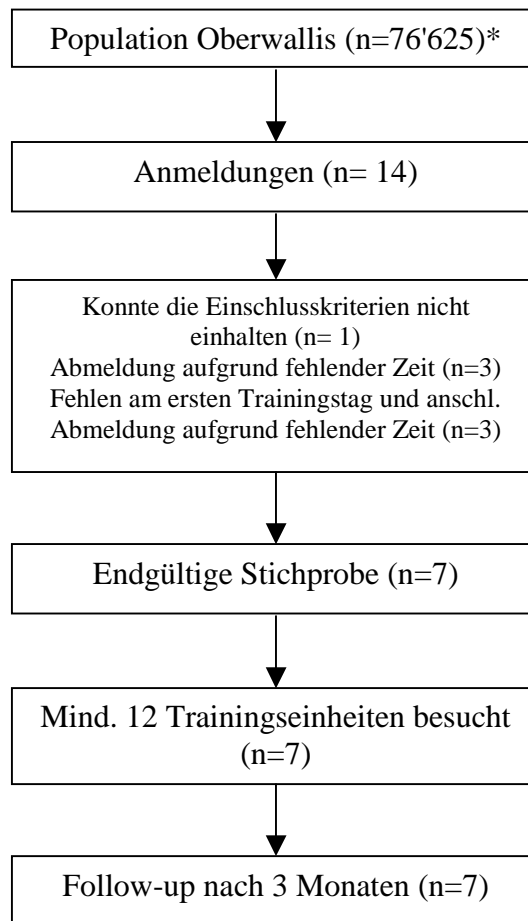 Population Oberwallis (n=76'625)*
Anmeldungen (n= 14)
Konnte die Einschlusskriterien nicht
einhalten (n= 1)
Abmeldung aufgrund fehlender Zeit (n=3)
Fehlen am ersten Trainingstag und anschl.
Abmeldung aufgrund fehlender Zeit (n=3)
Endgültige Stichprobe (n=7)
Mind. 12 Trainingseinheiten besucht
(n=7)
Follow-up nach 3 Monaten (n=7)